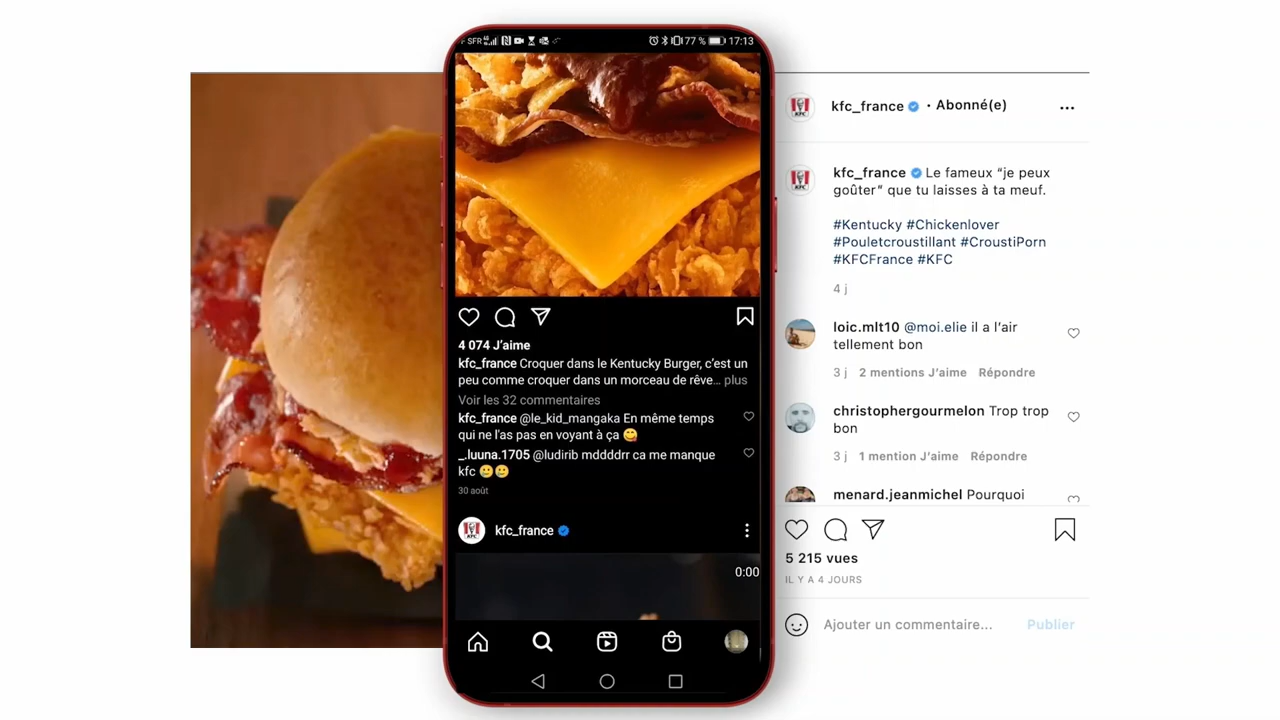 SFR 4G 77 % 17:13
4 074 J'aime
kfc_france Croquer dans le Kentucky Burger, c'est un
peu comme croquer dans un morceau de rêve... plus
Voir les 32 commentaires
kfc_france @le_kid_mangaka En même temps
qui ne l'as pas en voyant à ça 😋
_.luuna.1705 @ludirib mddddrr ca me manque
kfc 🥲🥲
30 août
kfc_france
0:00
kfc_france • Abonné(e)
KFC
kfc_france Le fameux “je peux
goûter” que tu laisses à ta meuf.
#Kentucky #Chickenlover
#Pouletcroustillant #CroustiPorn
#KFCFrance #KFC
4 j
loic.mlt10 @moi.elie il a l'air
tellement bon
3 j 2 mentions J'aime Répondre
christophergourmelon Trop trop
bon
3 j 1 mention J'aime Répondre
menard.jeanmichel Pourquoi
5 215 vues
IL Y A 4 JOURS
Ajouter un commentaire... Publier